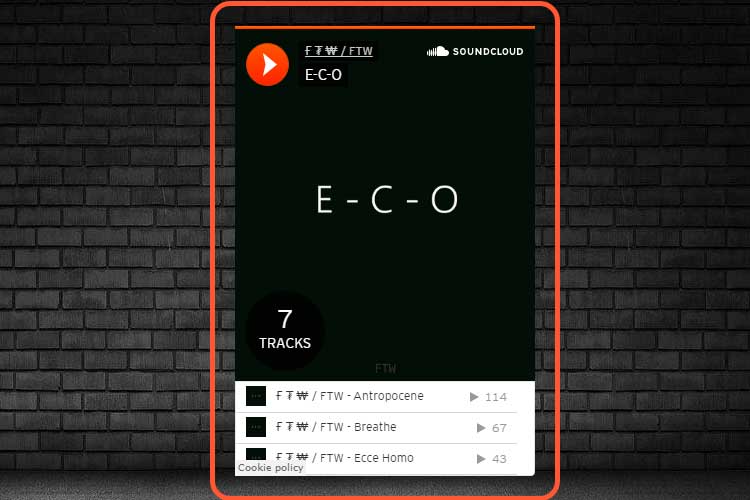 ₣ ₮ ₩ / FTW
SOUNDCLOUD
E-C-O
E - C - O
7
TRACKS
FTW
₣ ₮ ₩ / FTW - Antropocene 114
₣ ₮ ₩ / FTW - Breathe 67
₣ ₮ ₩ / FTW - Ecce Homo 43
Cookie policy